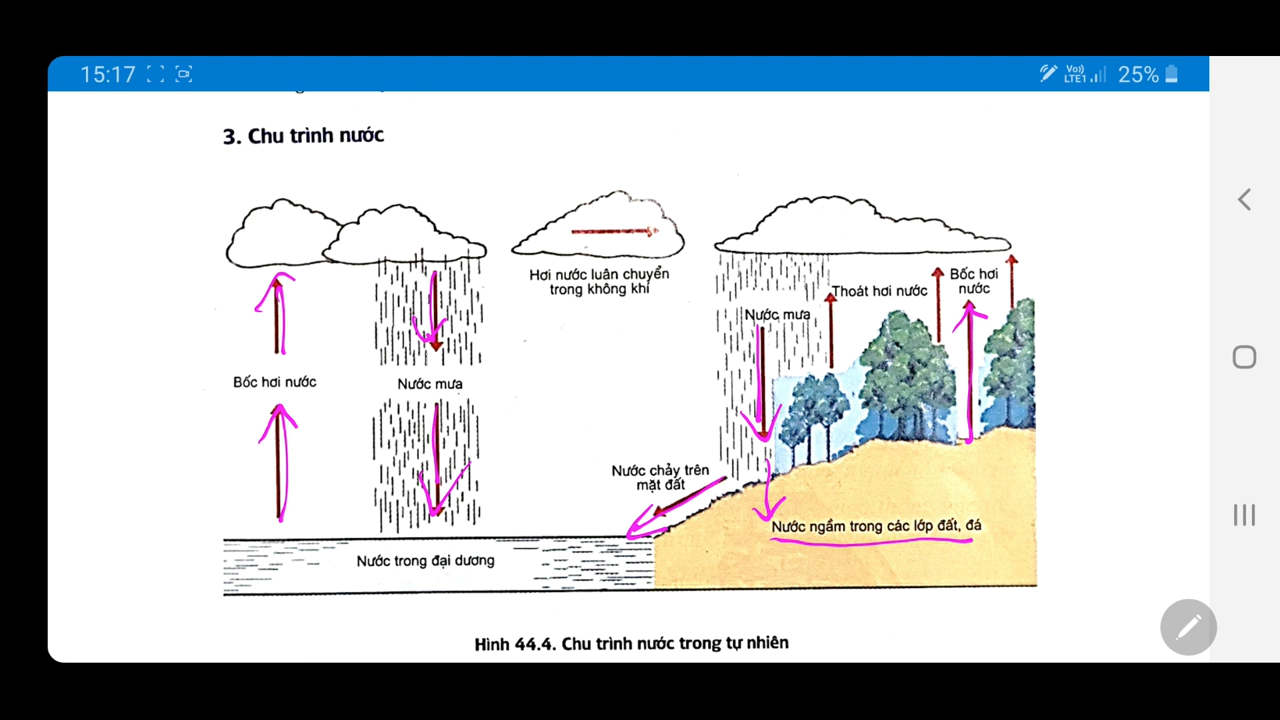 15:17
Vo))
LTE1
25%
3. Chu trình nước
Hơi nước luân chuyển
trong không khí
Bốc hơi
nước
Thoát hơi nước
Nước mưa
Bốc hơi nước
Nước mưa
Nước chảy trên
mặt đất
Nước ngầm trong các lớp đất, đá
Nước trong đại dương
Hình 44.4. Chu trình nước trong tự nhiên